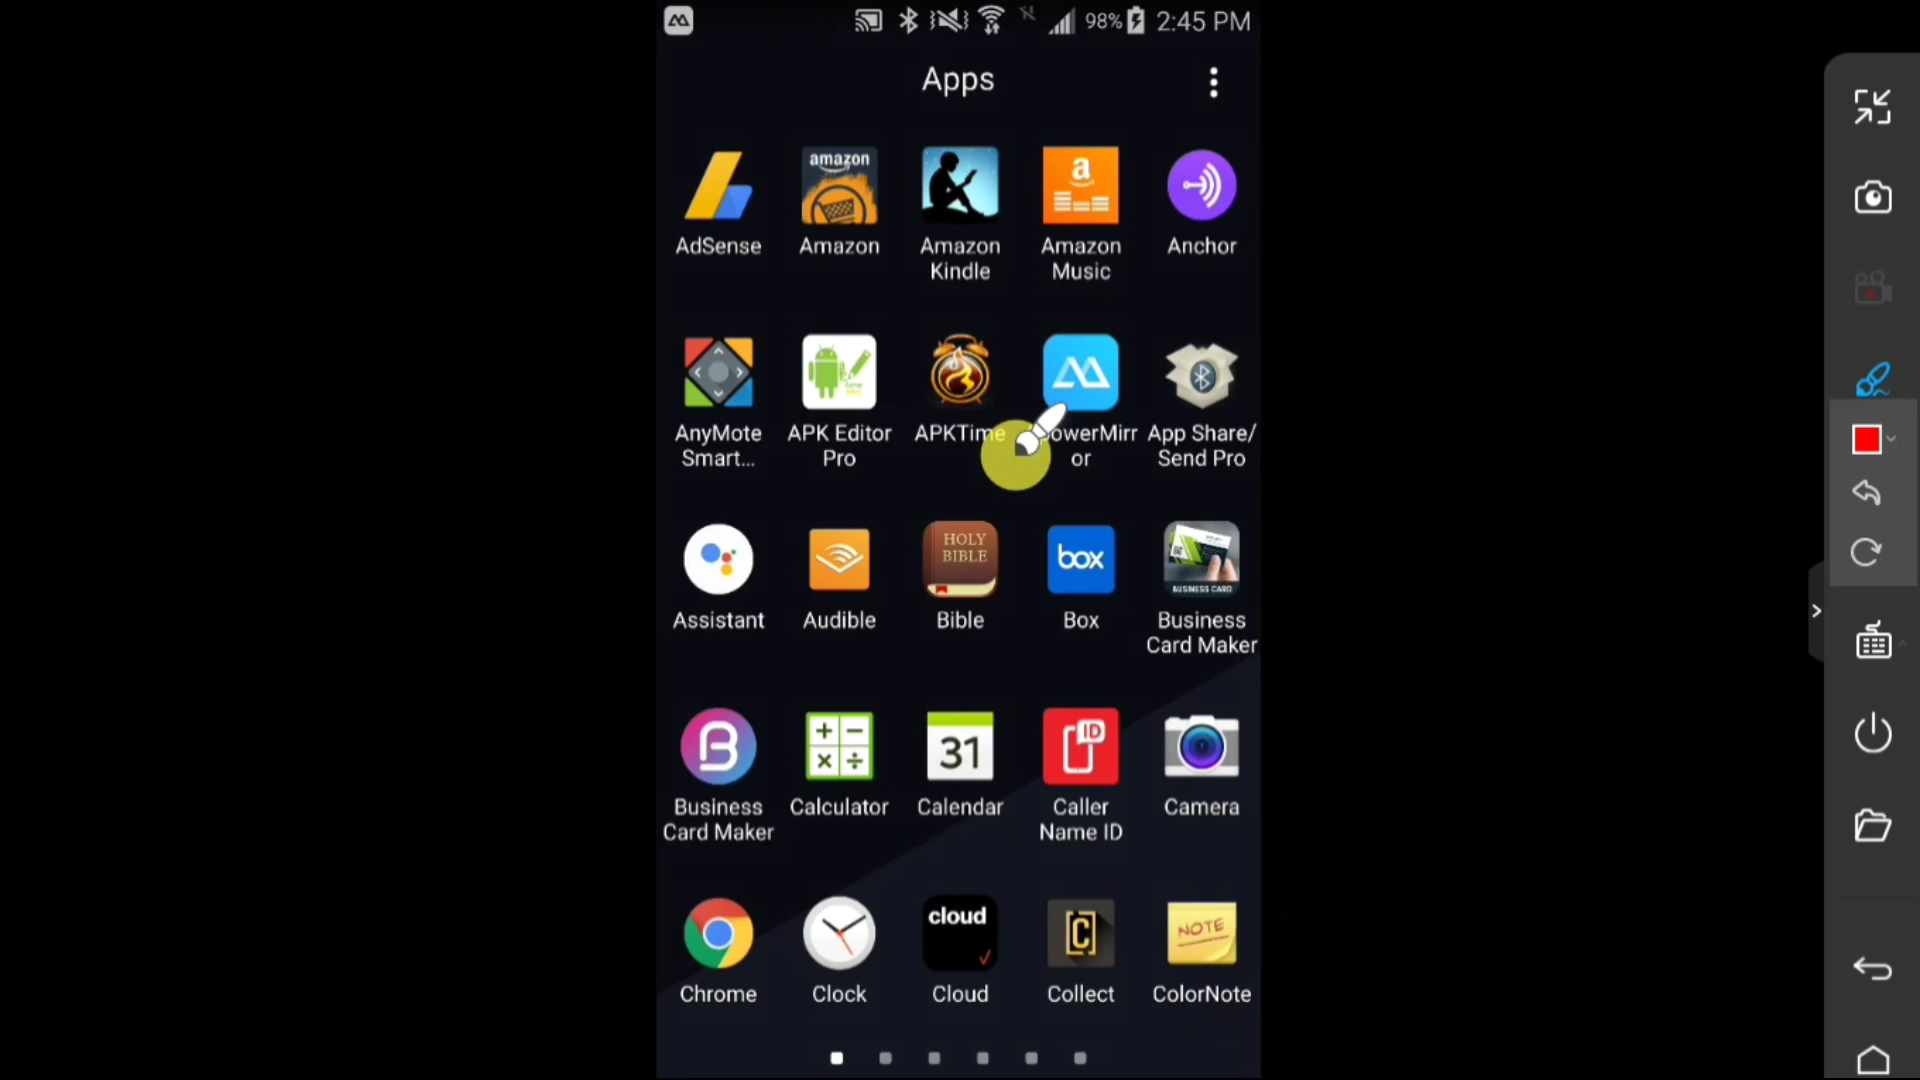 98% 2:45 PM
Apps
amazon
a
AdSense Amazon Amazon Amazon Anchor
Kindle Music
AnyMote APK Editor APKTime powerMirr App Share/
Smart... Pro or Send Pro
HOLY
BIBLE
box
BUSINESS CARD
Assistant Audible Bible Box Business
Card Maker
B
31
ID
Business Calculator Calendar Caller Camera
Card Maker Name ID
cloud
C
NOTE
Chrome Clock Cloud Collect ColorNote